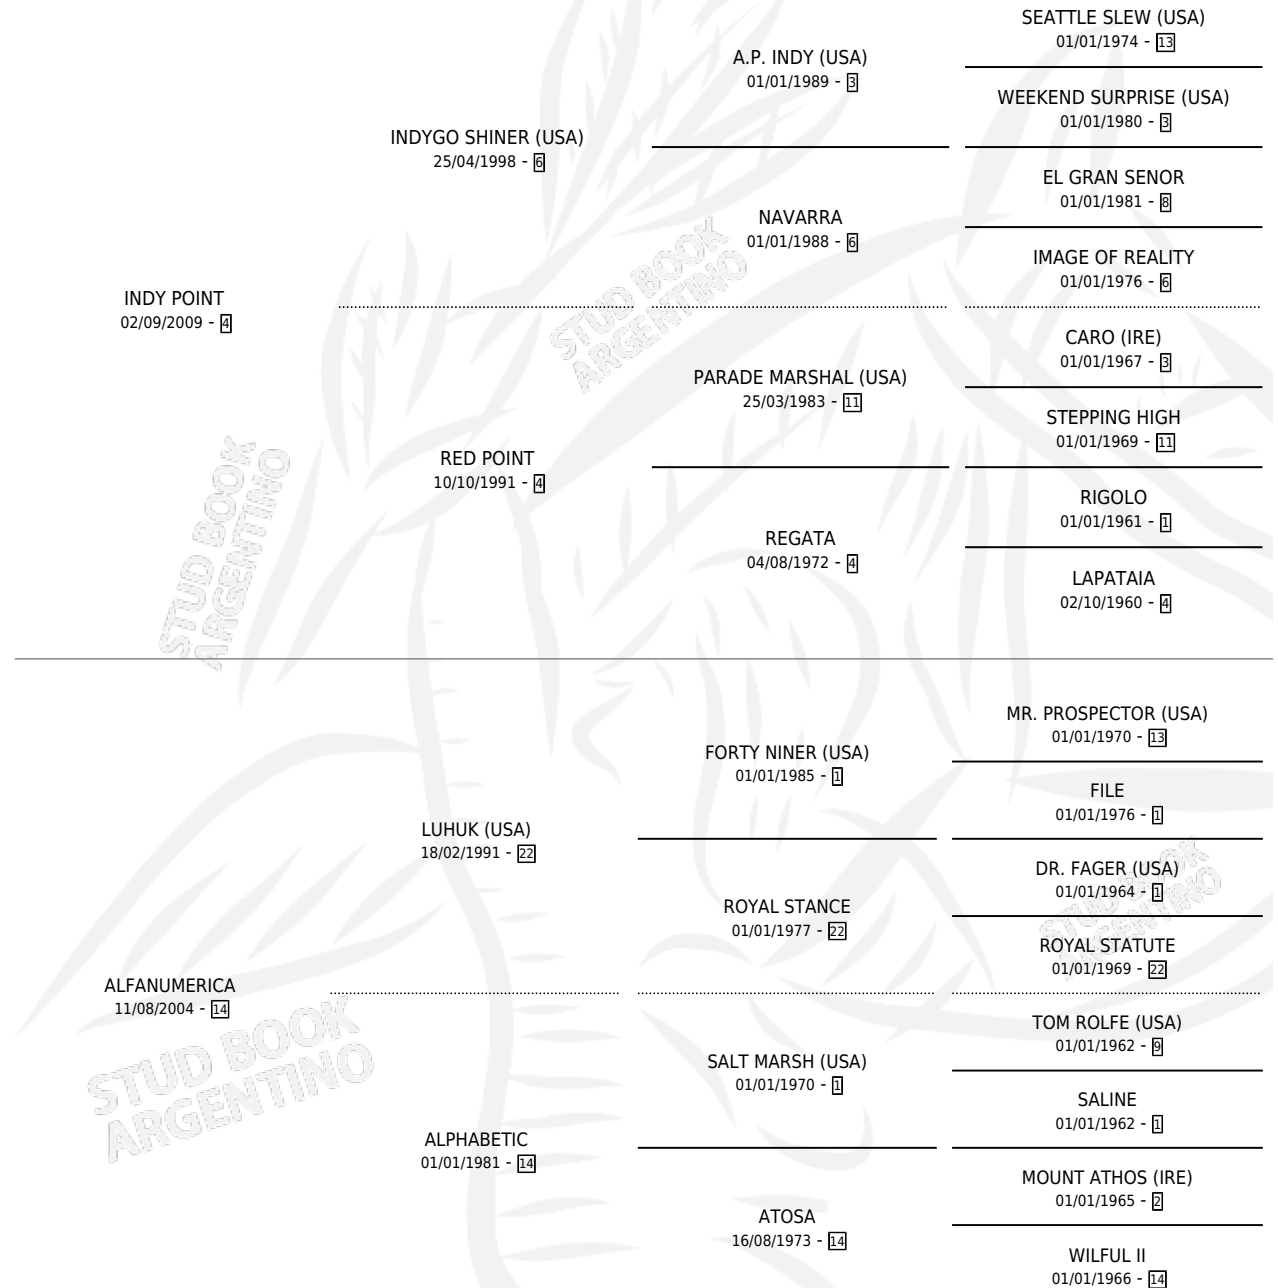 SEATTLE SLEW (USA)
01/01/1974 - 13
A.P. INDY (USA)
01/01/1989 - 3
WEEKEND SURPRISE (USA)
01/01/1980 - 3
INDYGO SHINER (USA)
25/04/1998 - 6
EL GRAN SENOR
01/01/1981 - 8
NAVARRA
01/01/1988 - 6
IMAGE OF REALITY
01/01/1976 - 6
INDY POINT
02/09/2009 - 4
CARO (IRE)
01/01/1967 - 3
PARADE MARSHAL (USA)
25/03/1983 - 11
STEPPING HIGH
01/01/1969 - 11
RED POINT
10/10/1991 - 4
RIGOLO
01/01/1961 - 1
REGATA
04/08/1972 - 4
LAPATAIA
02/10/1960 - 4
STUD BOOK
ARGENTINO
STUD BOOK
ARGENTINO
MR. PROSPECTOR (USA)
01/01/1970 - 13
FORTY NINER (USA)
01/01/1985 - 1
FILE
01/01/1976 - 1
LUHUK (USA)
18/02/1991 - 22
DR. FAGER (USA)
01/01/1964 - 1
ROYAL STANCE
01/01/1977 - 22
ROYAL STATUTE
01/01/1969 - 22
STUD BOOK
ARGENTINO
ALFANUMERICA
11/08/2004 - 14
TOM ROLFE (USA)
01/01/1962 - 9
SALT MARSH (USA)
01/01/1970 - 1
SALINE
01/01/1962 - 1
ALPHABETIC
01/01/1981 - 14
MOUNT ATHOS (IRE)
01/01/1965 - 2
ATOSA
16/08/1973 - 14
WILFUL II
01/01/1966 - 14
STUD BOOK
ARGENTINO